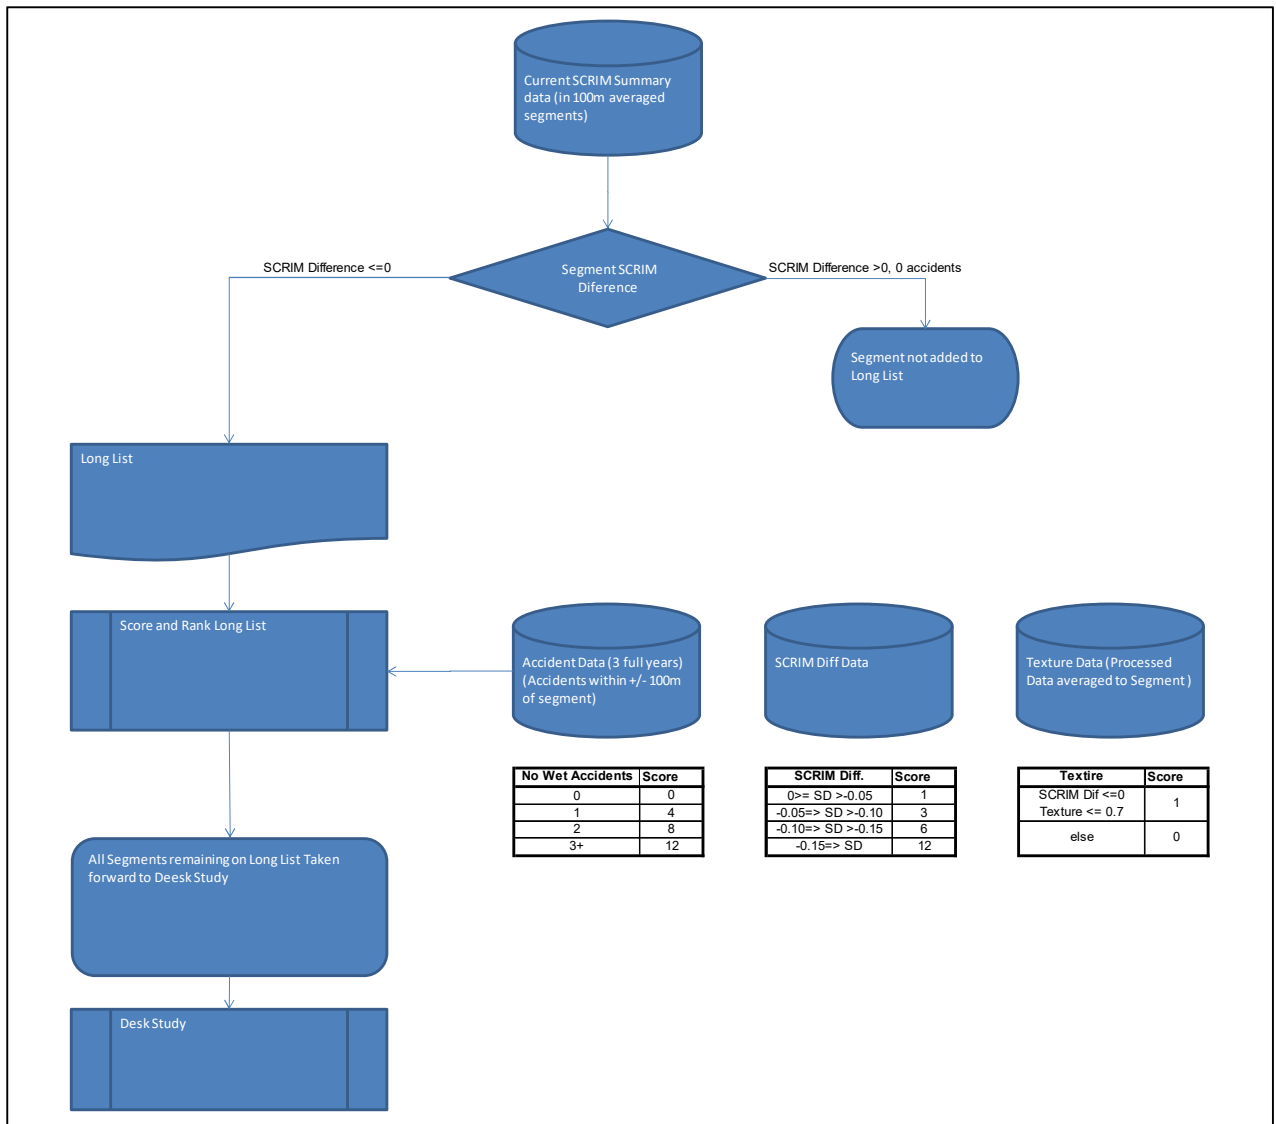 Current SCRIM Summary
data (in 100m averaged
segments)
SCRIM Difference <=0
Segment SCRIM
Diference
SCRIM Difference >0, 0 accidents
Segment not added to
Long List
Long List
Score and Rank Long List
Accident Data (3 full years)
(Accidents within +/- 100m
of segment)
SCRIM Diff Data
Texture Data (Processed
Data averaged to Segment )
No Wet Accidents Score
0 0
1 4
2 8
3+ 12
SCRIM Diff. Score
0>= SD >-0.05 1
-0.05=> SD >-0.10 3
-0.10=> SD >-0.15 6
-0.15=> SD 12
Textire Score
SCRIM Dif <=0
Texture <= 0.7 1
else 0
All Segments remaining on Long List Taken
forward to Deesk Study
Desk Study